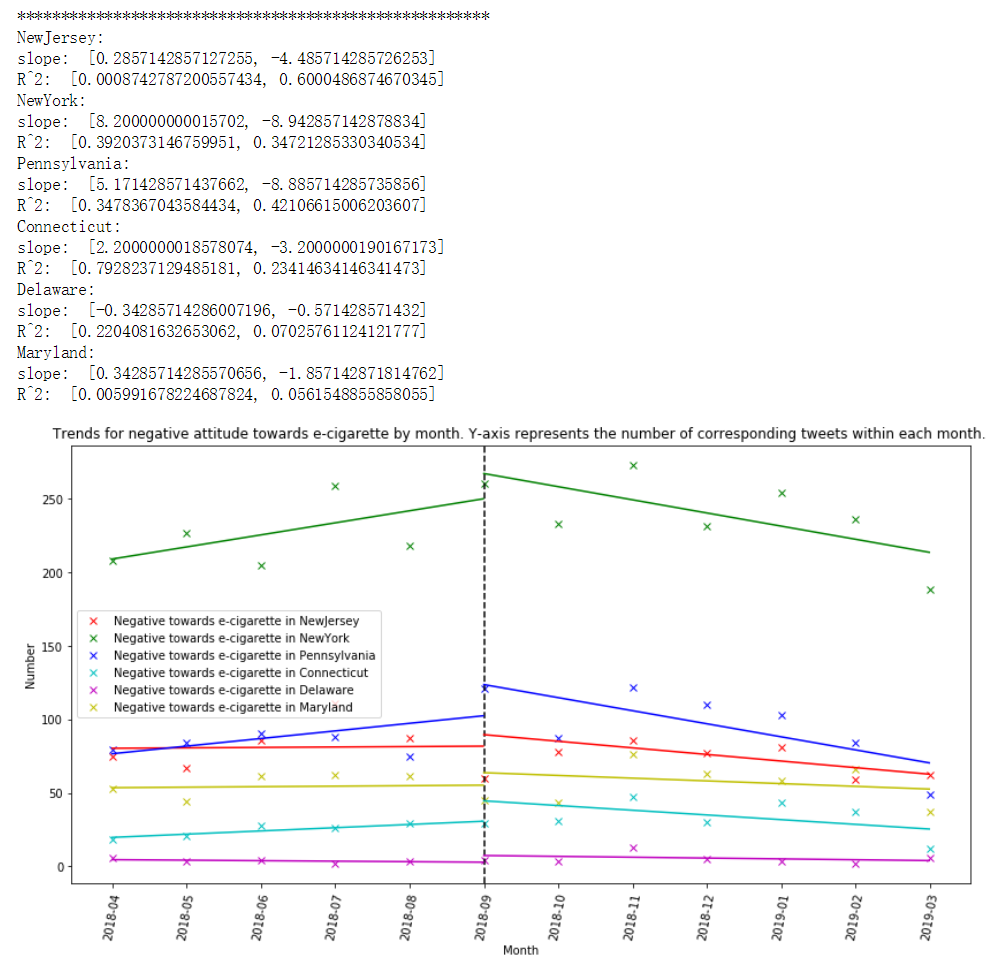 ******************************************************
NewJersey:
slope:  [0.2857142857127255, -4.485714285726253]
R^2:  [0.0008742787200557434, 0.6000486874670345]
NewYork:
slope:  [8.200000000015702, -8.942857142878834]
R^2:  [0.3920373146759951, 0.34721285330340534]
Pennsylvania:
slope:  [5.171428571437662, -8.885714285735856]
R^2:  [0.3478367043584434, 0.42106615006203607]
Connecticut:
slope:  [2.2000000018578074, -3.2000000190167173]
R^2:  [0.7928237129485181, 0.23414634146341473]
Delaware:
slope:  [-0.34285714286007196, -0.571428571432]
R^2:  [0.2204081632653062, 0.07025761124121777]
Maryland:
slope:  [0.34285714285570656, -1.857142871814762]
R^2:  [0.005991678224687824, 0.0561548855858055]
Trends for negative attitude towards e-cigarette by month. Y-axis represents the number of corresponding tweets within each month.
250
200
150
100
50
0
Number
Negative towards e-cigarette in NewJersey
Negative towards e-cigarette in NewYork
Negative towards e-cigarette in Pennsylvania
Negative towards e-cigarette in Connecticut
Negative towards e-cigarette in Delaware
Negative towards e-cigarette in Maryland
2018-04
2018-05
2018-06
2018-07
2018-08
2018-09
2018-10
2018-11
2018-12
2019-01
2019-02
2019-03
Month